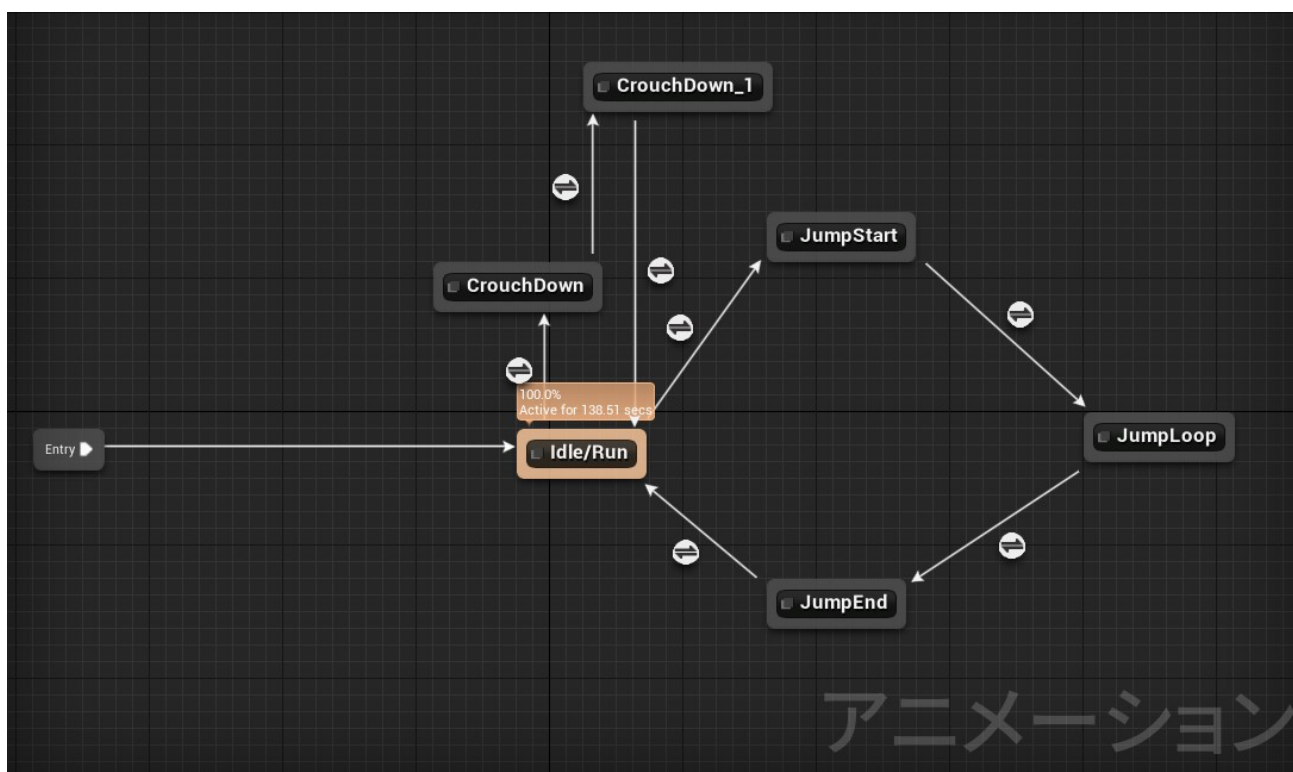 CrouchDown_1
JumpStart
CrouchDown
100.0%
Active for 138.51 secs
Entry
Idle/Run
JumpLoop
JumpEnd
アニメーション